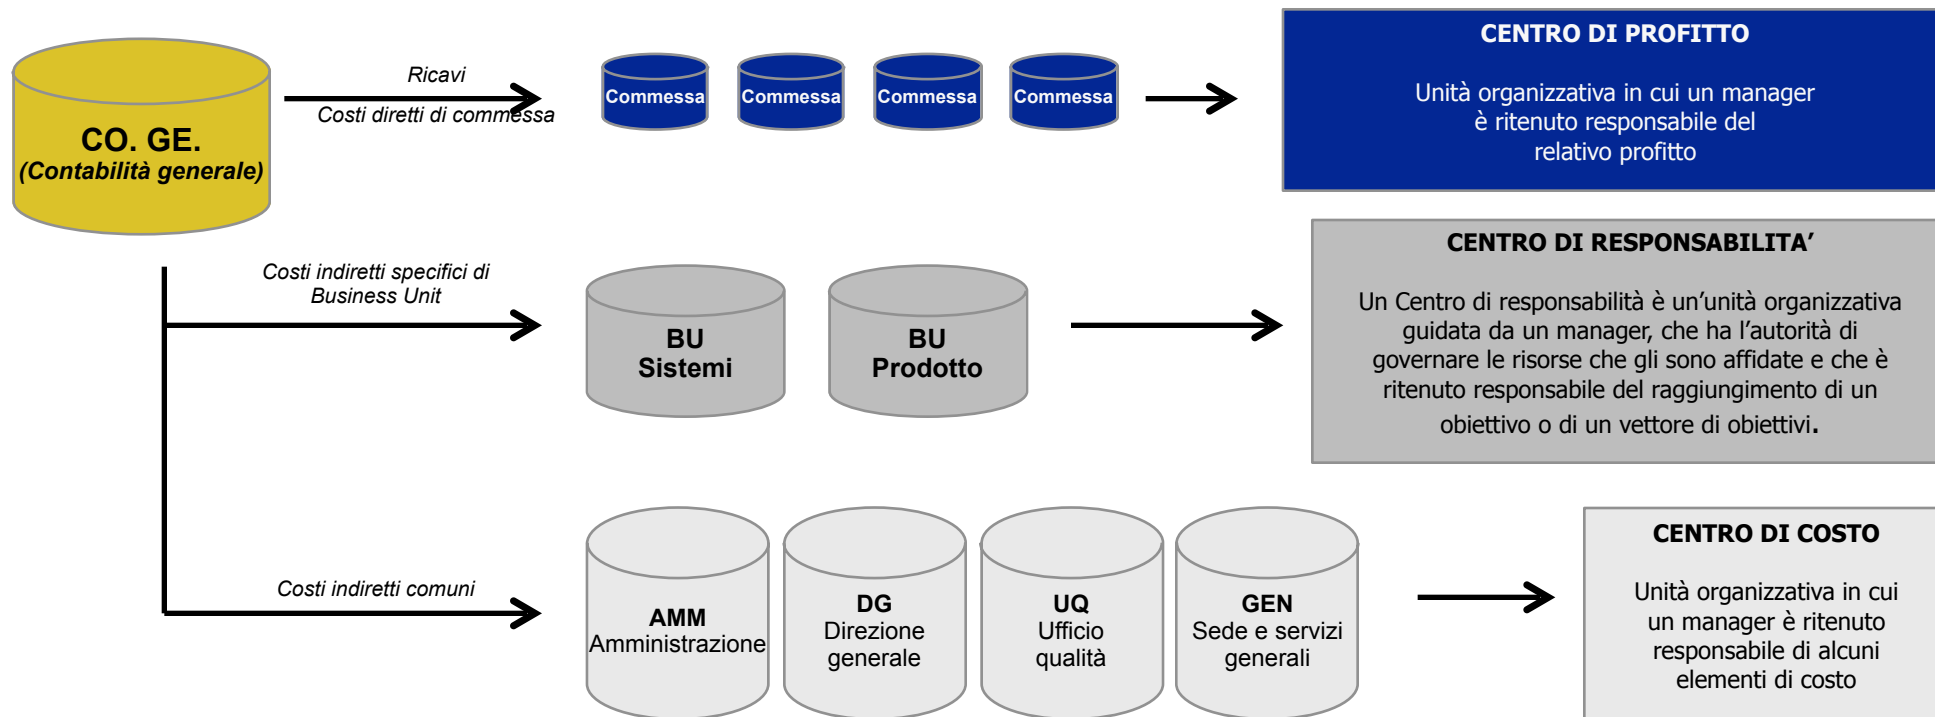 CO. GE.
(Contabilità generale)
Ricavi
Costi diretti di commessa
Commessa
Commessa
Commessa
Commessa
CENTRO DI PROFITTO
Unità organizzativa in cui un manager
è ritenuto responsabile del
relativo profitto
Costi indiretti specifici di
Business Unit
BU
Sistemi
BU
Prodotto
CENTRO DI RESPONSABILITA’
Un Centro di responsabilità è un’unità organizzativa
guidata da un manager, che ha l’autorità di
governare le risorse che gli sono affidate e che è
ritenuto responsabile del raggiungimento di un
obiettivo o di un vettore di obiettivi.
Costi indiretti comuni
AMM
Amministrazione
DG
Direzione
generale
UQ
Ufficio
qualità
GEN
Sede e servizi
generali
CENTRO DI COSTO
Unità organizzativa in cui
un manager è ritenuto
responsabile di alcuni
elementi di costo